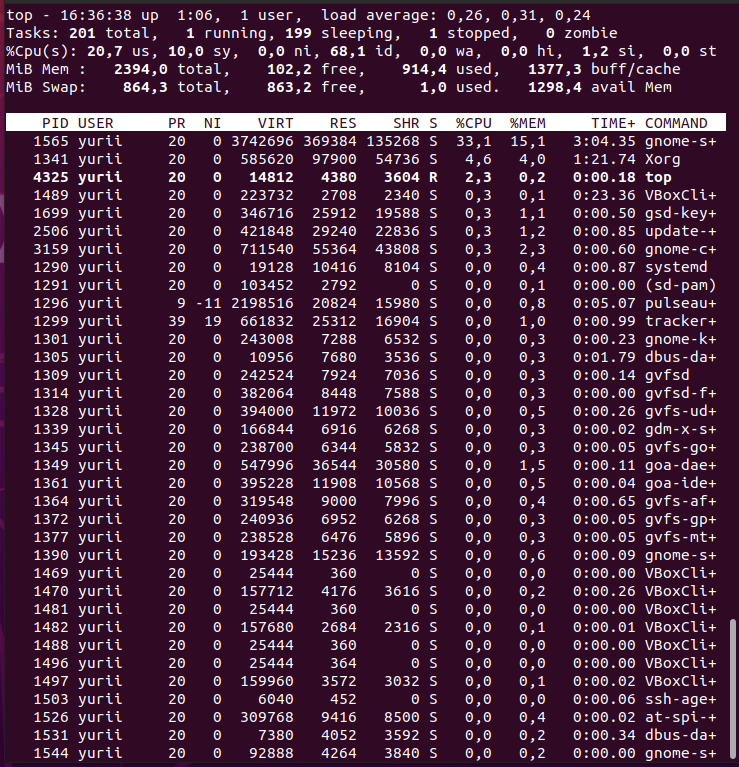 top - 16:36:38 up  1:06,  1 user,  load average: 0,26, 0,31, 0,24
Tasks: 201 total,   1 running, 199 sleeping,   1 stopped,   0 zombie
%Cpu(s): 20,7 us, 10,0 sy,  0,0 ni, 68,1 id,  0,0 wa,  0,0 hi,  1,2 si,  0,0 st
MiB Mem :   2394,0 total,    102,2 free,    914,4 used,   1377,3 buff/cache
MiB Swap:    864,3 total,    863,2 free,      1,0 used.   1298,4 avail Mem
PID USER PR NI VIRT RES SHR S %CPU %MEM TIME+ COMMAND
1565 yurii 20 0 3742696 369384 135268 S 33,1 15,1 3:04.35 gnome-s+
1341 yurii 20 0 585620 97900 54736 S 4,6 4,0 1:21.74 Xorg
4325 yurii 20 0 14812 4380 3604 R 2,3 0,2 0:00.18 top
1489 yurii 20 0 223732 2708 2340 S 0,3 0,1 0:23.36 VBoxCli+
1699 yurii 20 0 346716 25912 19588 S 0,3 1,1 0:00.50 gsd-key+
2506 yurii 20 0 421848 29240 22836 S 0,3 1,2 0:00.85 update-+
3159 yurii 20 0 711540 55364 43808 S 0,3 2,3 0:00.60 gnome-c+
1290 yurii 20 0 19128 10416 8104 S 0,0 0,4 0:00.87 systemd
1291 yurii 20 0 103452 2792 0 S 0,0 0,1 0:00.00 (sd-pam)
1296 yurii 9 -11 2198516 20824 15980 S 0,0 0,8 0:05.07 pulseau+
1299 yurii 39 19 661832 25312 16904 S 0,0 1,0 0:00.99 tracker+
1301 yurii 20 0 243008 7288 6532 S 0,0 0,3 0:00.23 gnome-k+
1305 yurii 20 0 10956 7680 3536 S 0,0 0,3 0:01.79 dbus-da+
1309 yurii 20 0 242524 7924 7036 S 0,0 0,3 0:00.14 gvfsd
1314 yurii 20 0 382064 8448 7588 S 0,0 0,3 0:00.00 gvfsd-f+
1328 yurii 20 0 394000 11972 10036 S 0,0 0,5 0:00.26 gvfs-ud+
1339 yurii 20 0 166844 6916 6268 S 0,0 0,3 0:00.02 gdm-x-s+
1345 yurii 20 0 238700 6344 5832 S 0,0 0,3 0:00.05 gvfs-go+
1349 yurii 20 0 547996 36544 30580 S 0,0 1,5 0:00.11 goa-dae+
1361 yurii 20 0 395228 11908 10568 S 0,0 0,5 0:00.04 goa-ide+
1364 yurii 20 0 319548 9000 7996 S 0,0 0,4 0:00.65 gvfs-af+
1372 yurii 20 0 240936 6952 6268 S 0,0 0,3 0:00.05 gvfs-gp+
1377 yurii 20 0 238528 6476 5896 S 0,0 0,3 0:00.05 gvfs-mt+
1390 yurii 20 0 193428 15236 13592 S 0,0 0,6 0:00.09 gnome-s+
1469 yurii 20 0 25444 360 0 S 0,0 0,0 0:00.00 VBoxCli+
1470 yurii 20 0 157712 4176 3616 S 0,0 0,2 0:00.26 VBoxCli+
1481 yurii 20 0 25444 360 0 S 0,0 0,0 0:00.00 VBoxCli+
1482 yurii 20 0 157680 2684 2316 S 0,0 0,1 0:00.01 VBoxCli+
1488 yurii 20 0 25444 360 0 S 0,0 0,0 0:00.00 VBoxCli+
1496 yurii 20 0 25444 364 0 S 0,0 0,0 0:00.00 VBoxCli+
1497 yurii 20 0 159960 3572 3032 S 0,0 0,1 0:00.02 VBoxCli+
1503 yurii 20 0 6040 452 0 S 0,0 0,0 0:00.06 ssh-age+
1526 yurii 20 0 309768 9416 8500 S 0,0 0,4 0:00.02 at-spi-+
1531 yurii 20 0 7380 4052 3592 S 0,0 0,2 0:00.34 dbus-da+
1544 yurii 20 0 92888 4264 3840 S 0,0 0,2 0:00.00 gnome-s+